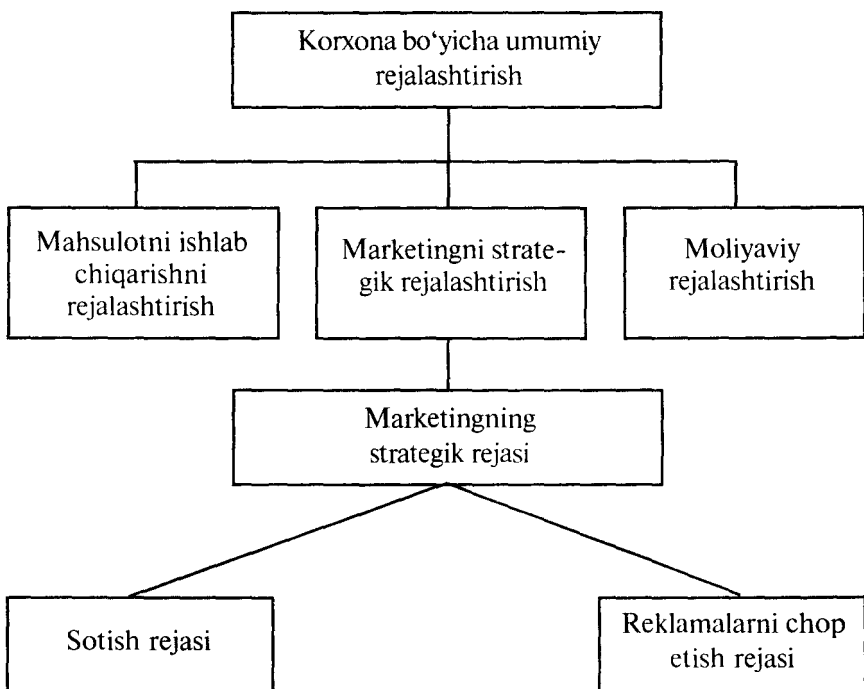 Korxona bo‘yicha umumiy
rejalashtirish
Mahsulotni ishlab
chiqarishni
rejalashtirish
Marketingni strate-
gik rejalashtirish
Moliyaviy
rejalashtirish
Marketingning
strategik rejasi
Sotish rejasi
Reklamalarni chop
etish rejasi